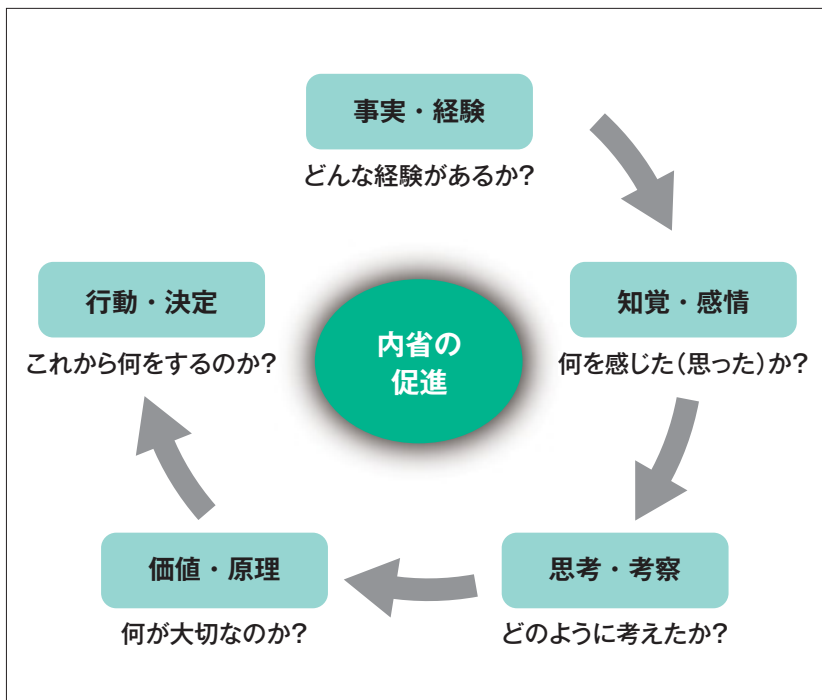 事実・経験
どんな経験があるか?
知覚・感情
何を感じた(思った)か?
思考・考察
どのように考えたか?
価値・原理
何が大切なのか?
行動・決定
これから何をするのか?
内省の
促進